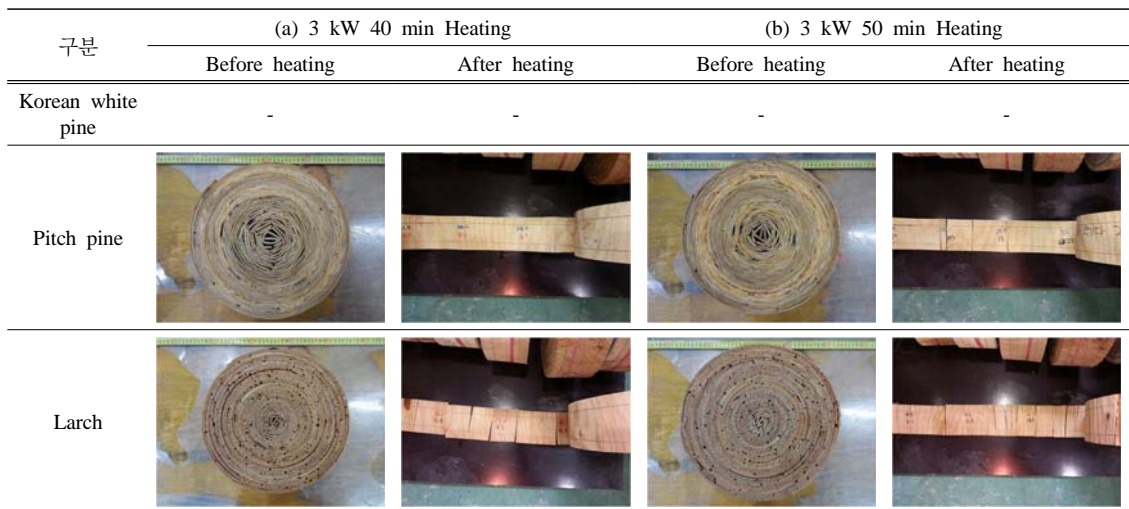 구분
(a) 3 kW 40 min Heating
(b) 3 kW 50 min Heating
Before heating
After heating
Before heating
After heating
Korean white
pine
-
-
-
-
Pitch pine
Larch